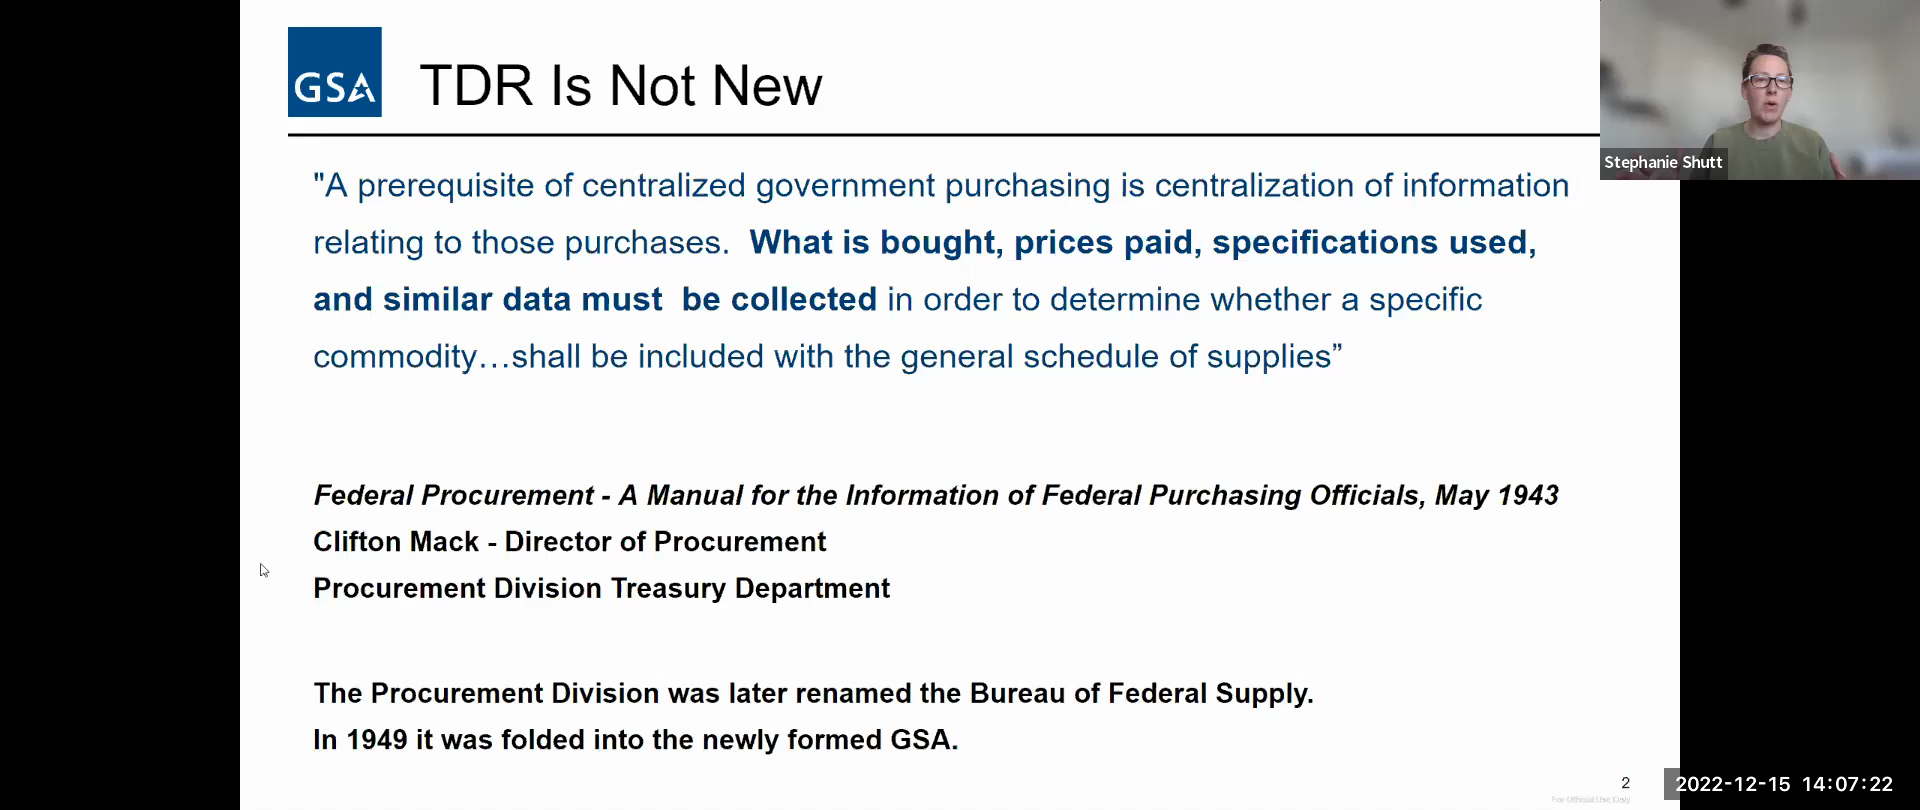 GSA
TDR Is Not New
Stephanie Shutt
"A prerequisite of centralized government purchasing is centralization of information
relating to those purchases.  What is bought, prices paid, specifications used,
and similar data must  be collected in order to determine whether a specific
commodity…shall be included with the general schedule of supplies”
Federal Procurement - A Manual for the Information of Federal Purchasing Officials, May 1943
Clifton Mack - Director of Procurement
Procurement Division Treasury Department
The Procurement Division was later renamed the Bureau of Federal Supply.
In 1949 it was folded into the newly formed GSA.
2
For Official Use Only
2022-12-15 14:07:22